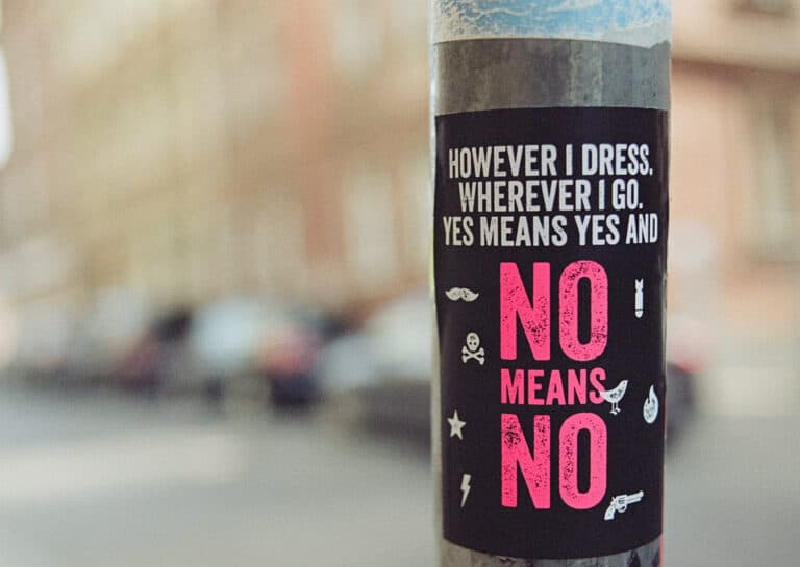 HOWEVER I DRESS.
WHEREVER I GO.
YES MEANS YES AND
NO
MEANS
NO